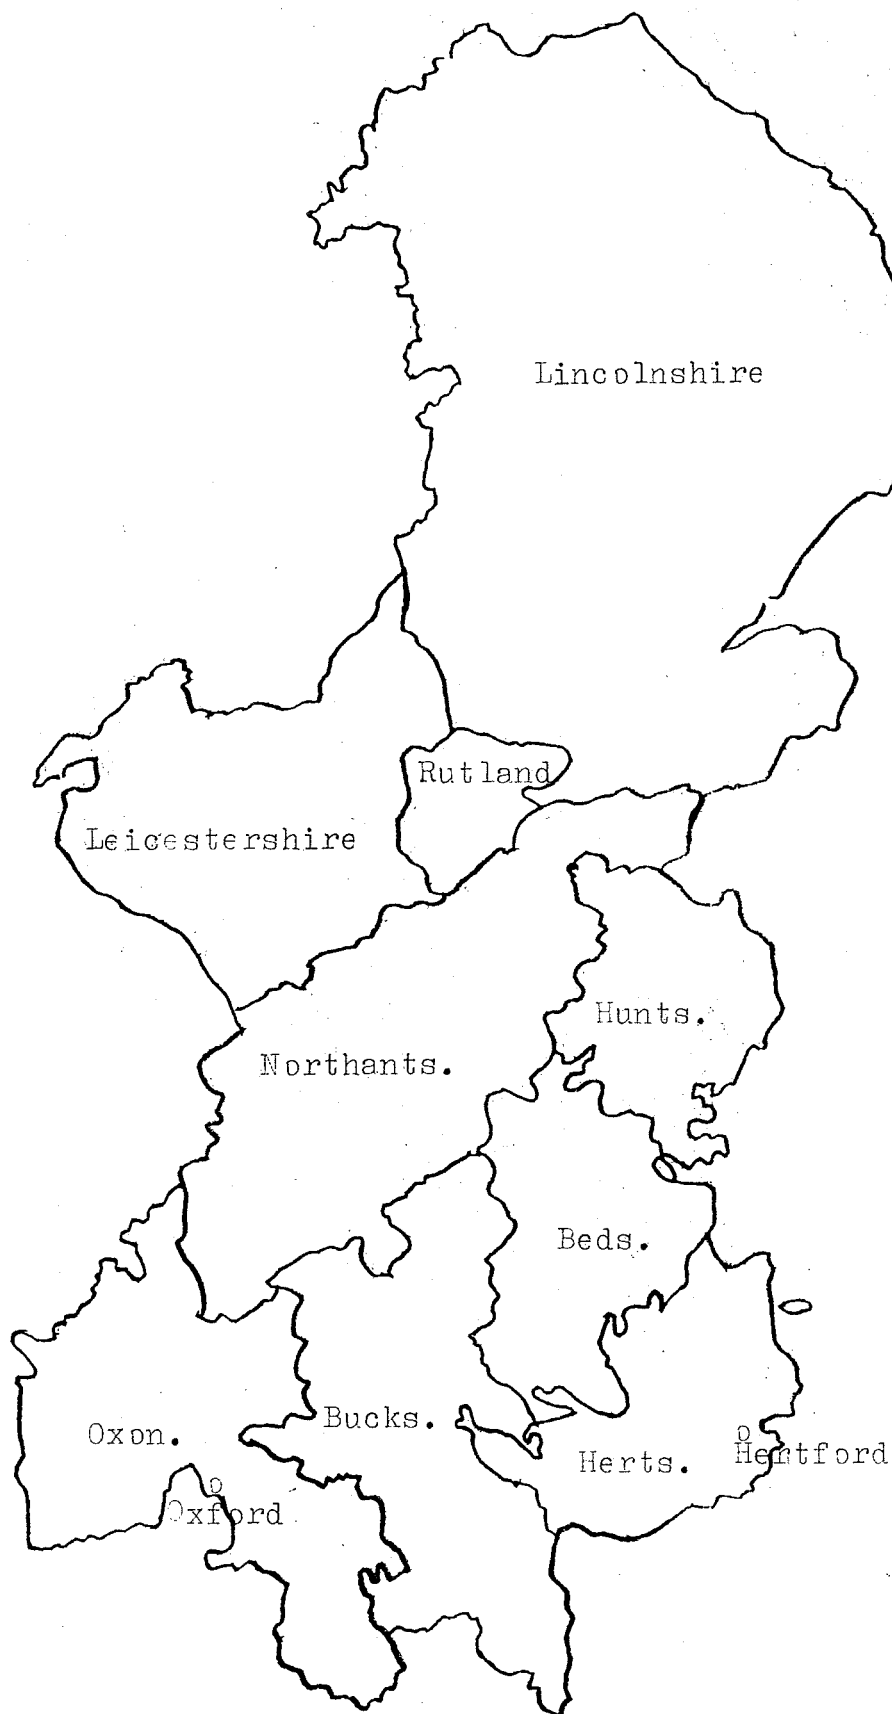 Lincolnshire
Rutland
Leicestershire
Hunts.
Northants.
Beds.
Bucks.
Oxon.
Hertford
Herts.
Oxford